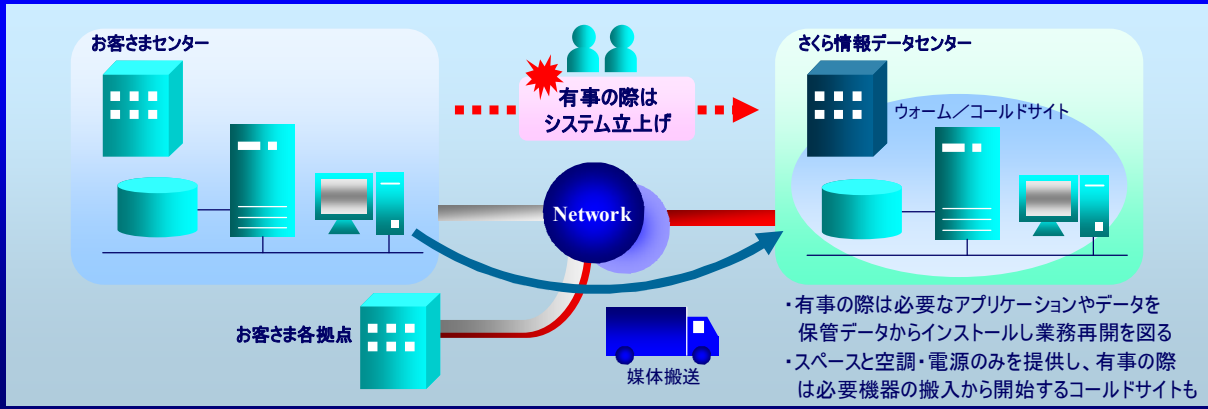 お客さまセンター
有事の際は
システム立上げ
さくら情報データセンター
ウォーム／コールドサイト
Network
お客さま各拠点
媒体搬送
・有事の際は必要なアプリケーションやデータを
保管データからインストールし業務再開を図る
・スペースと空調・電源のみを提供し、有事の際
は必要機器の搬入から開始するコールドサイトも